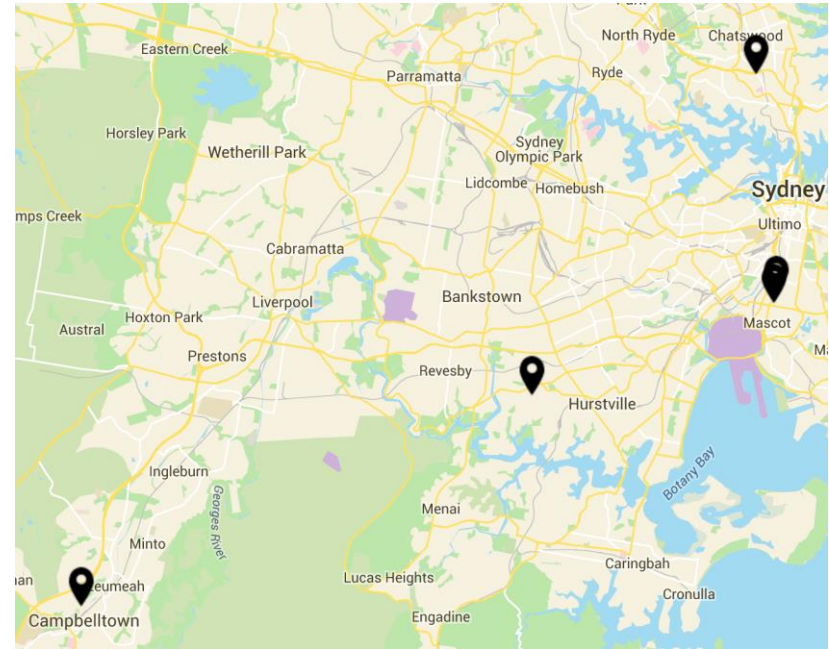 Eastern Creek
North Ryde
Chatswood
Parramatta
Ryde
Horsley Park
Wetherill Park
Sydney
Olympic Park
Lidcombe
Homebush
Sydney
mps Creek
Ultimo
Cabramatta
Liverpool
Bankstown
Hoxton Park
Mascot
Austral
Prestons
Revesby
Hurstville
Ingleburn
Georges River
Botany Bay
Menai
Minto
Caringbah
Lucas Heights
eumeah
Cronulla
Campbelltown
Engadine